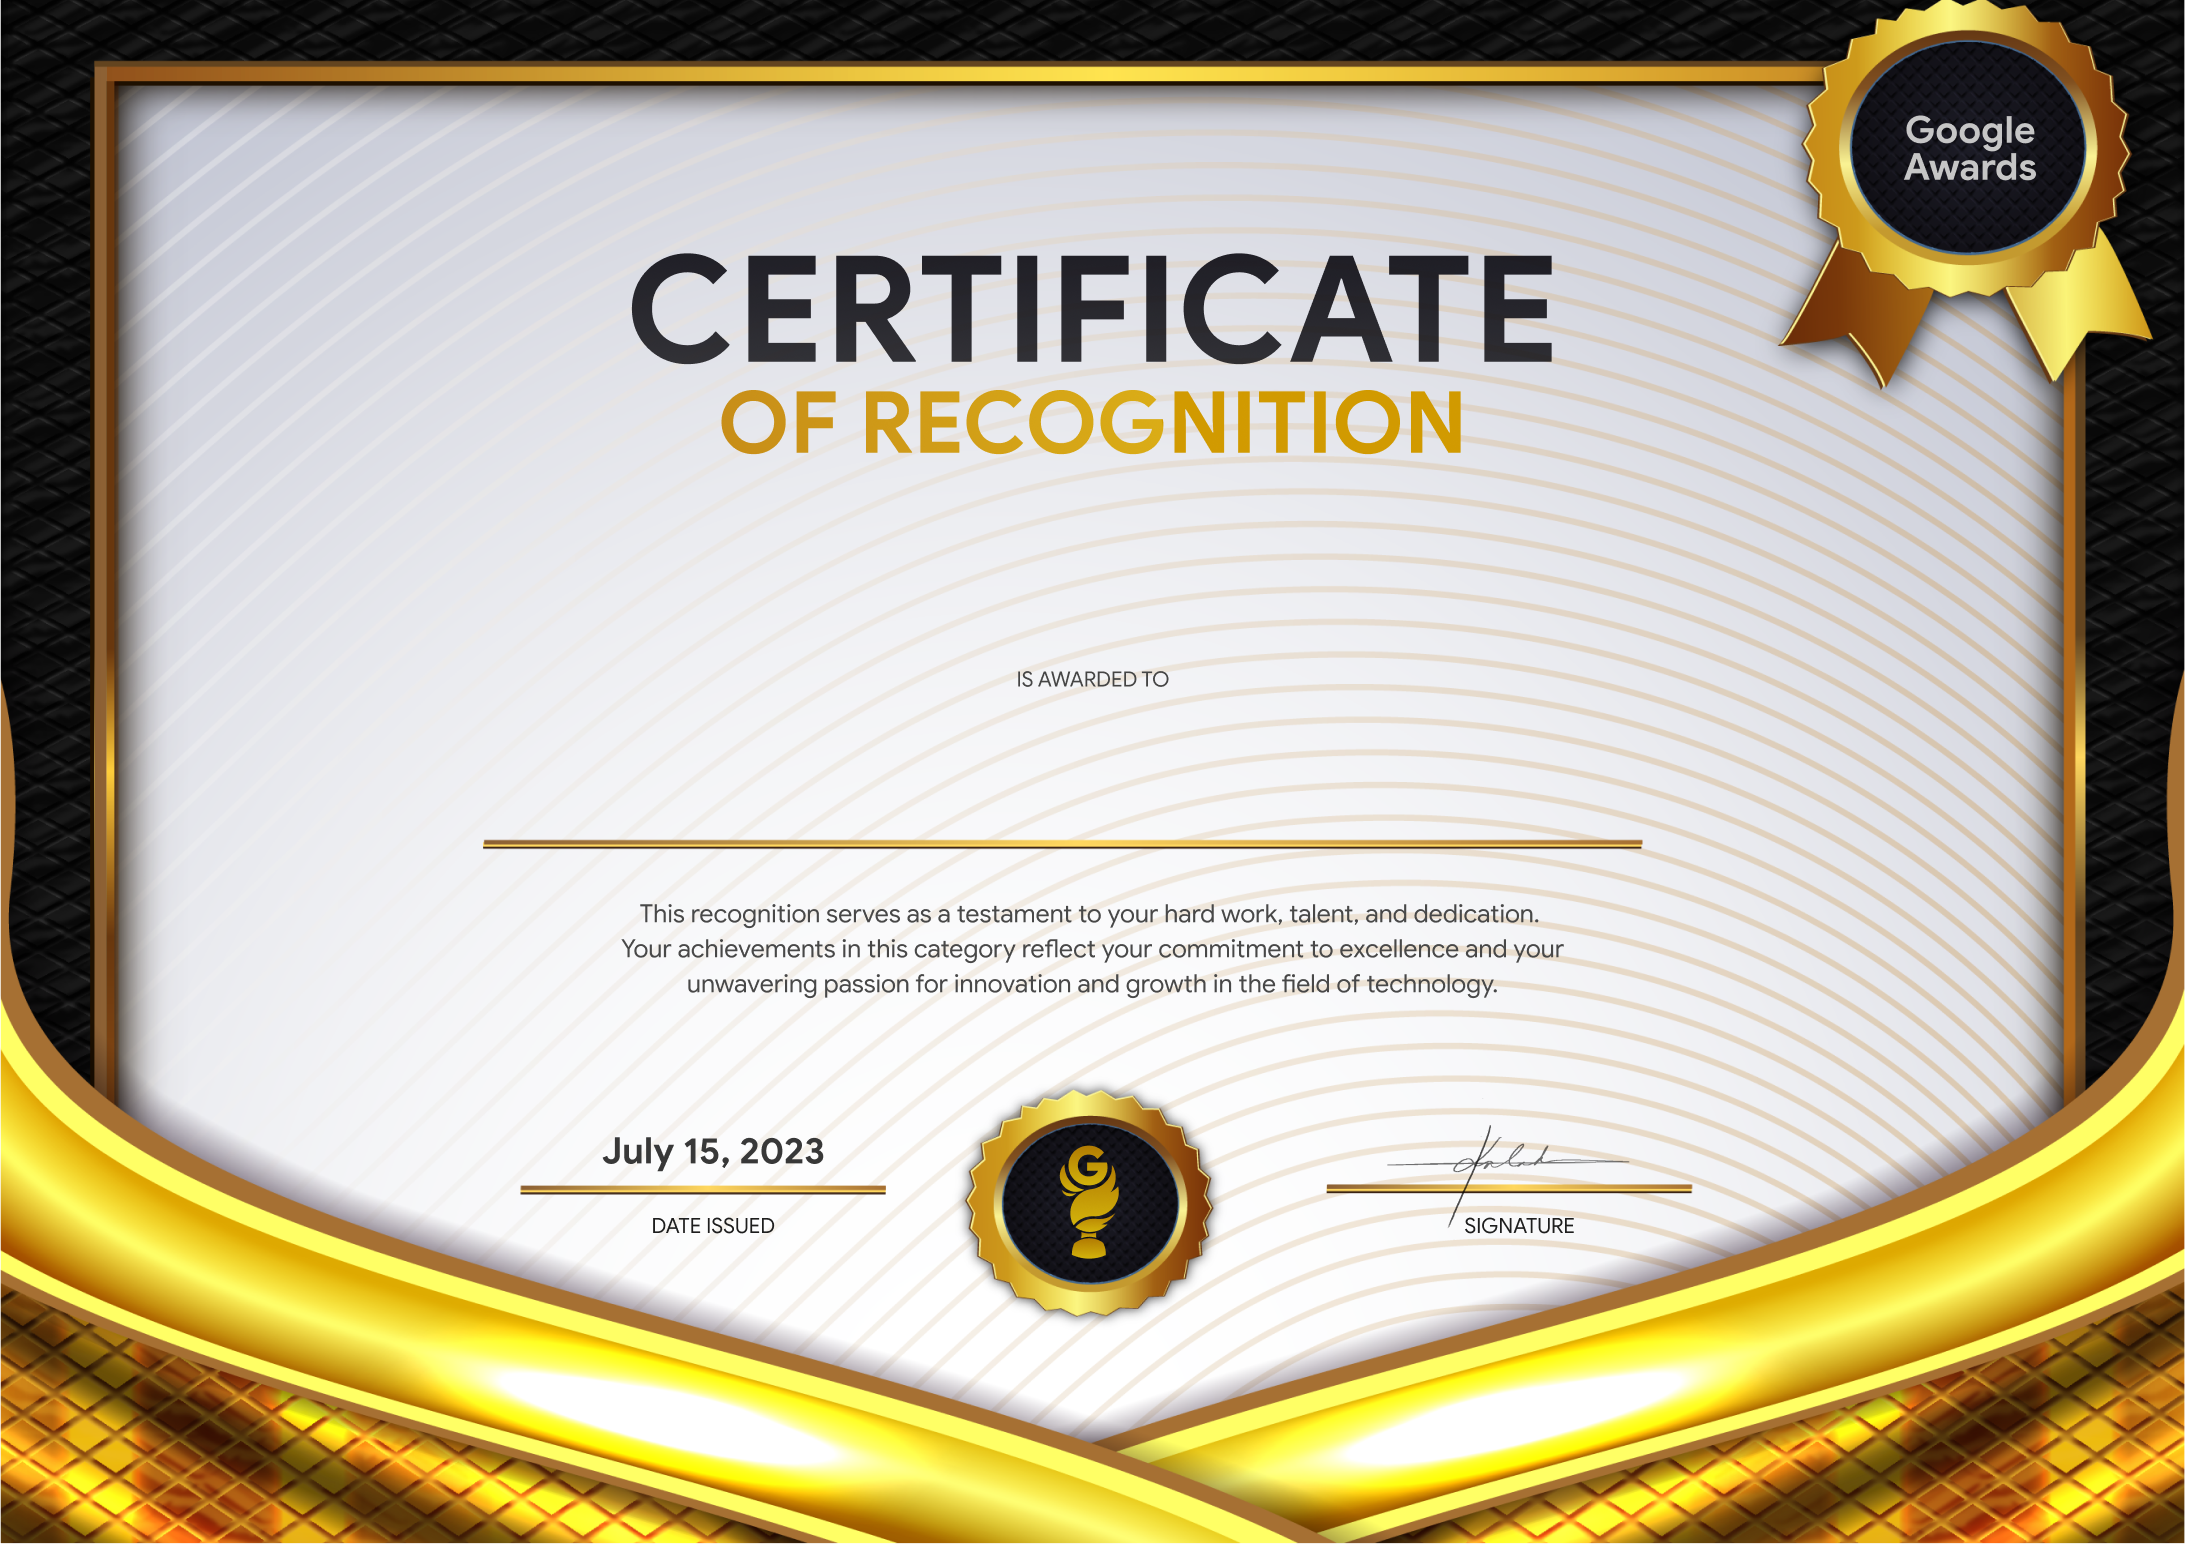 Google
Awards
CERTIFICATE
OF RECOGNITION
IS AWARDED TO
This recognition serves as a testament to your hard work, talent, and dedication.
Your achievements in this category reflect your commitment to excellence and your
unwavering passion for innovation and growth in the field of technology.
July 15, 2023
G
DATE ISSUED
SIGNATURE